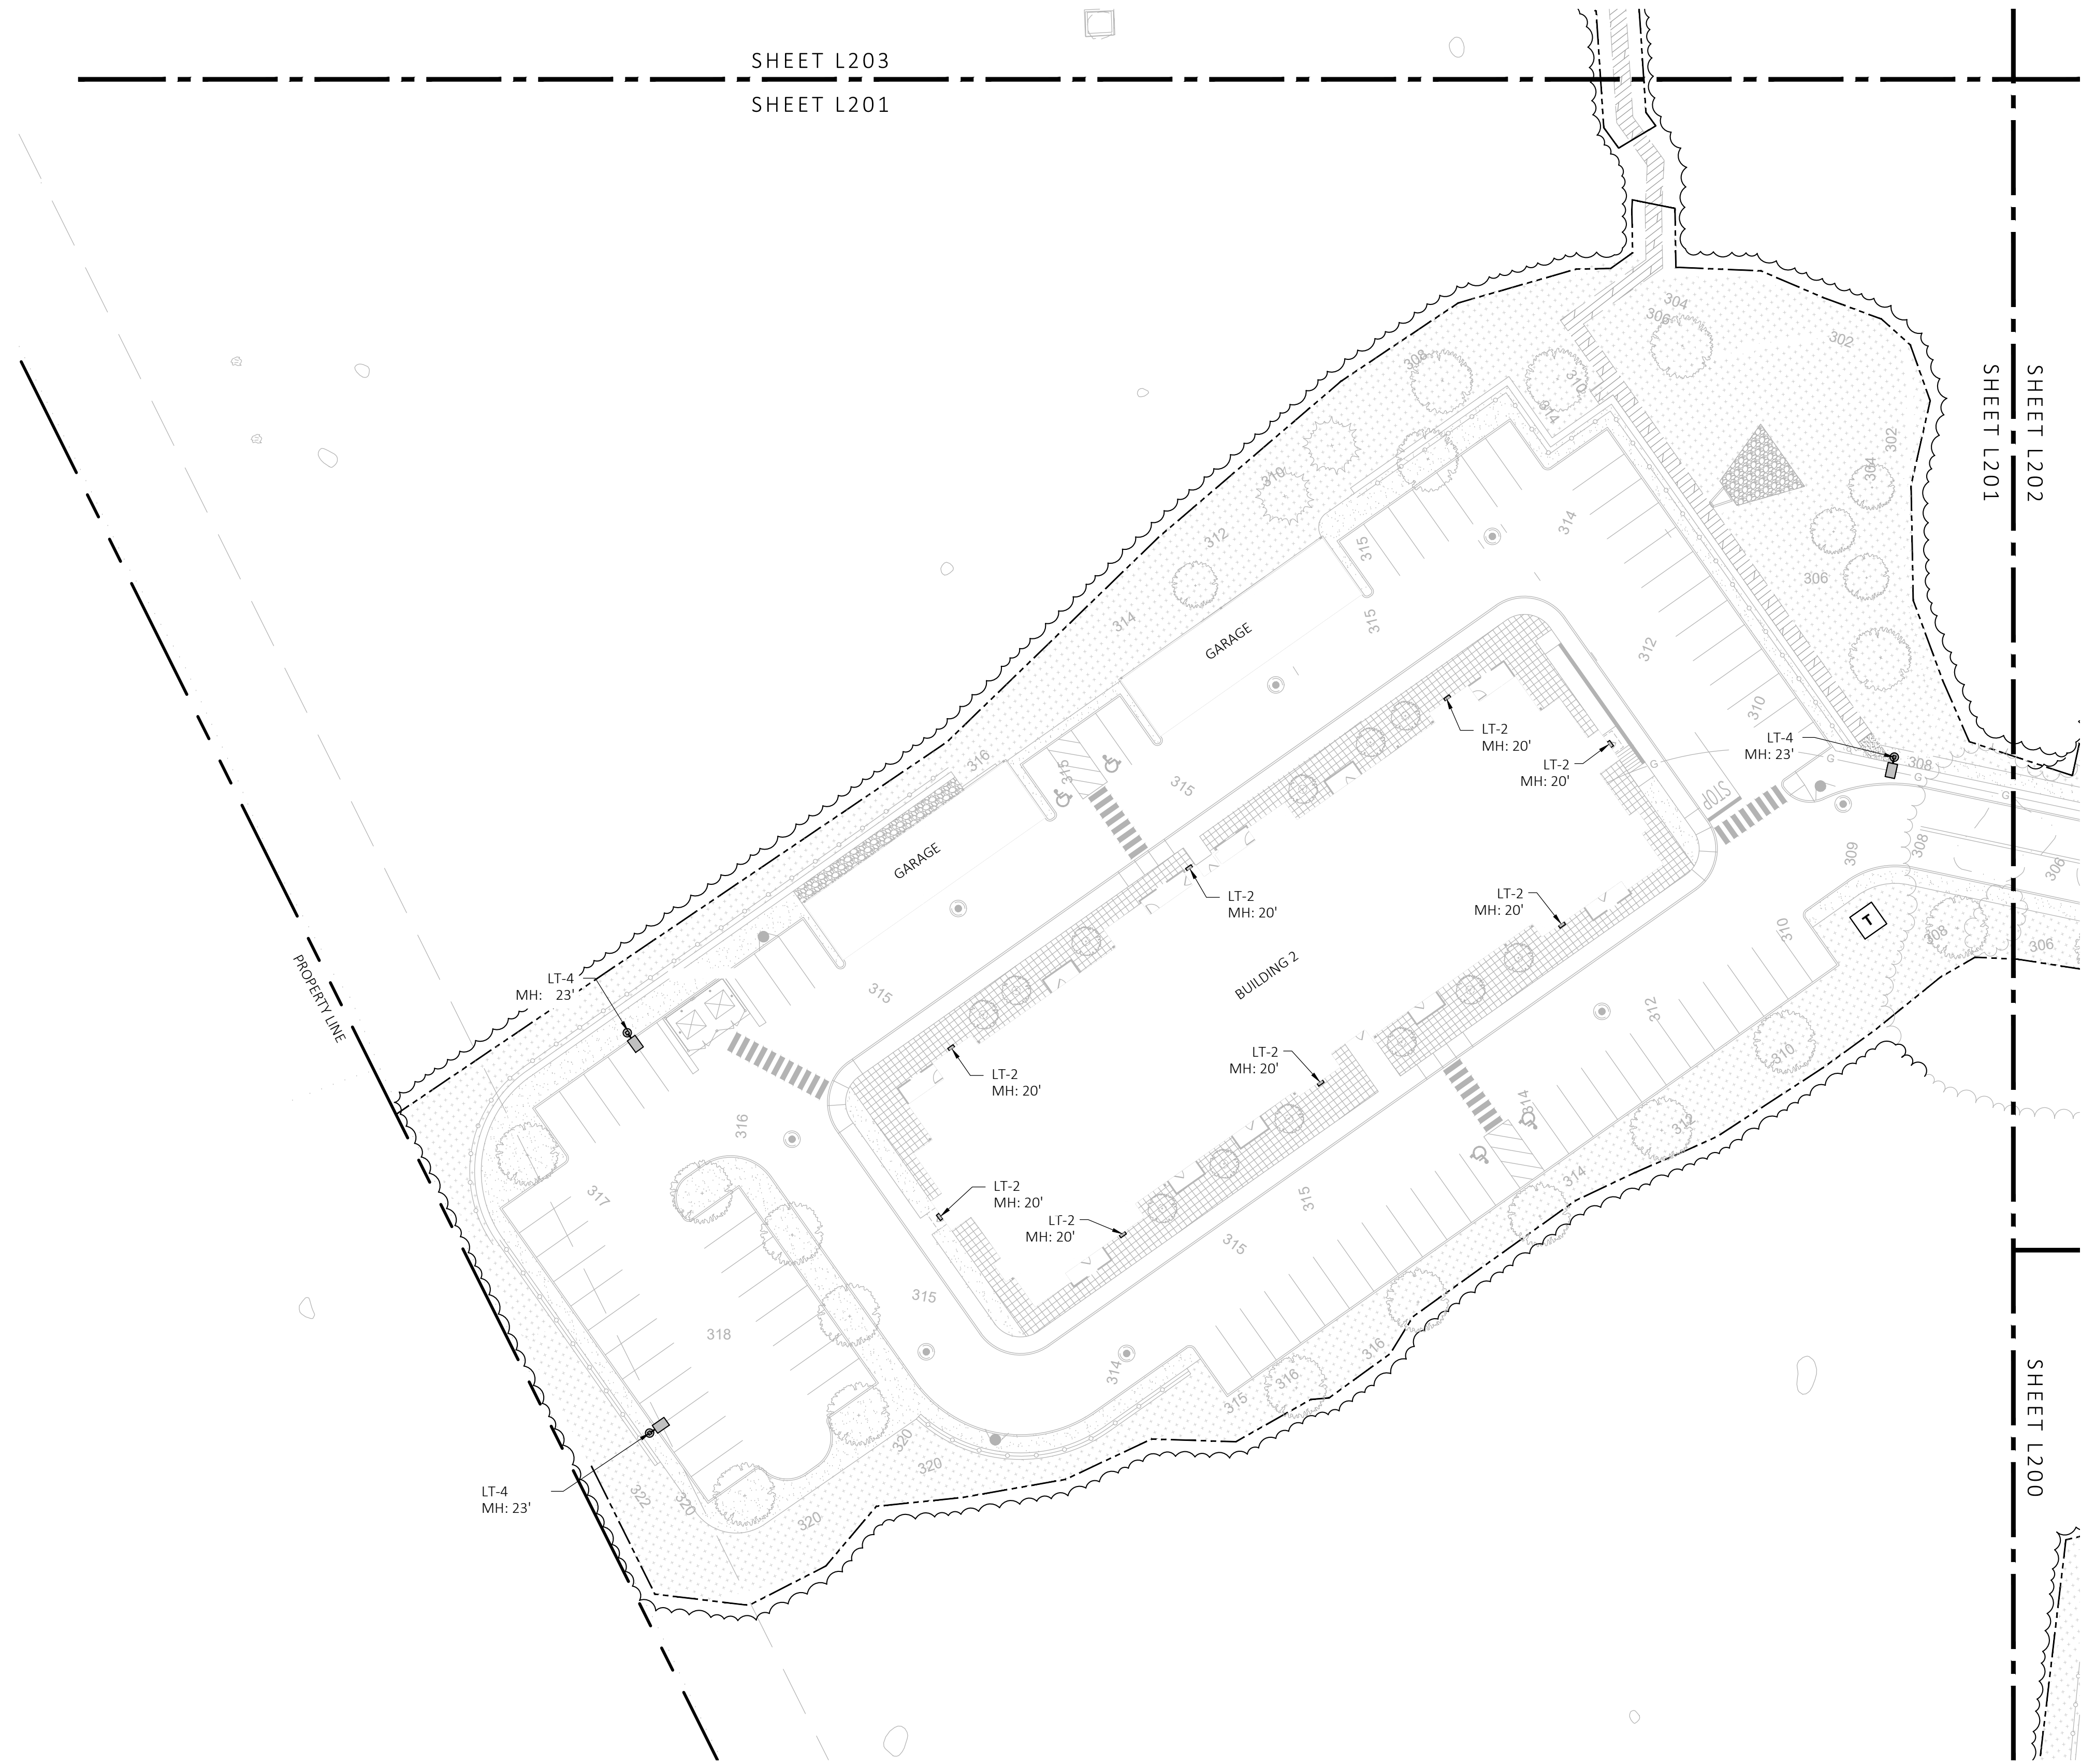 SHEET L203
SHEET L201
SHEET L201
SHEET L202
304
306
302
308
310
314
302
304
310
314
312
315
306
314
315
312
GARAGE
310
LT-2
MH: 20'
LT-4
MH: 23'
LT-2
MH: 20'
308
G
G
G
G
316
315
315
STOP
GARAGE
309
308
306
LT-2
MH: 20'
LT-2
MH: 20'
310
T
308
306
PROPERTY LINE
LT-4
MH: 23'
315
BUILDING 2
312
310
LT-2
MH: 20'
LT-2
MH: 20'
314
312
316
317
LT-2
MH: 20'
LT-2
MH: 20'
315
314
315
315
318
314
316
316
315
SHEET L200
320
320
LT-4
MH: 23'
322
320
320